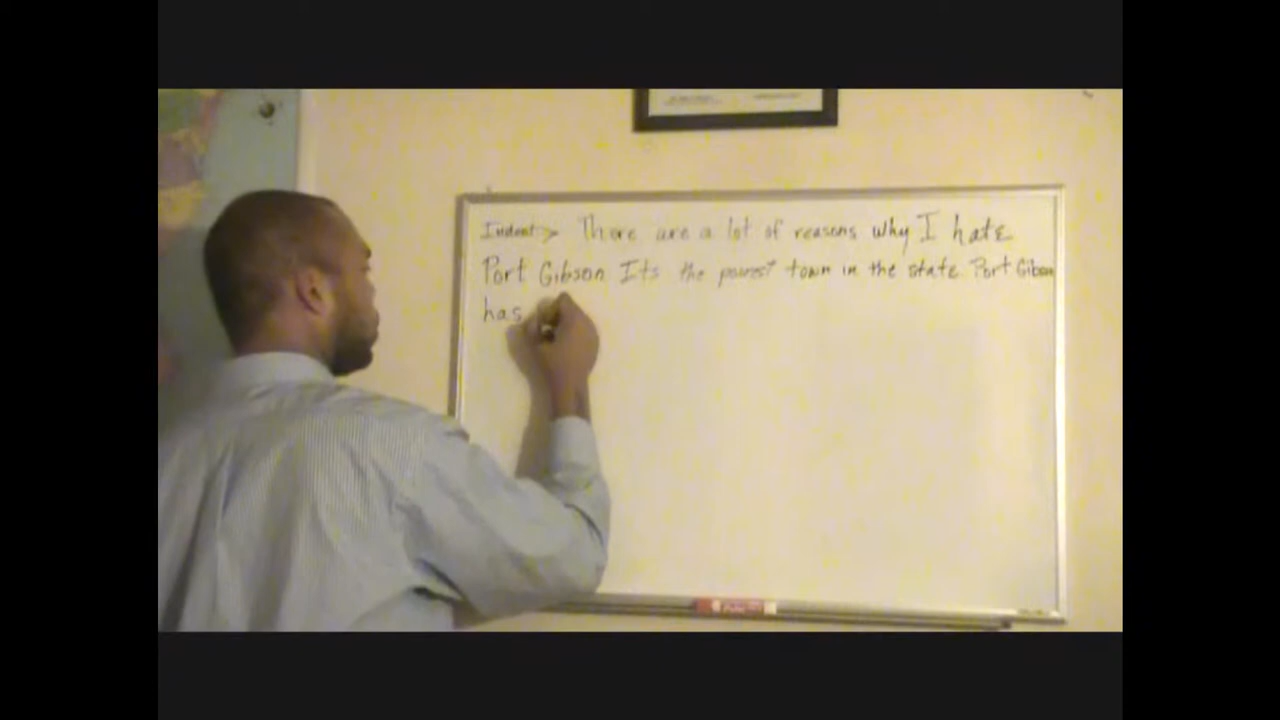 Indent> There are a lot of reasons why I hate
Port Gibson Its the poorest town in the state. Port Gibson
has